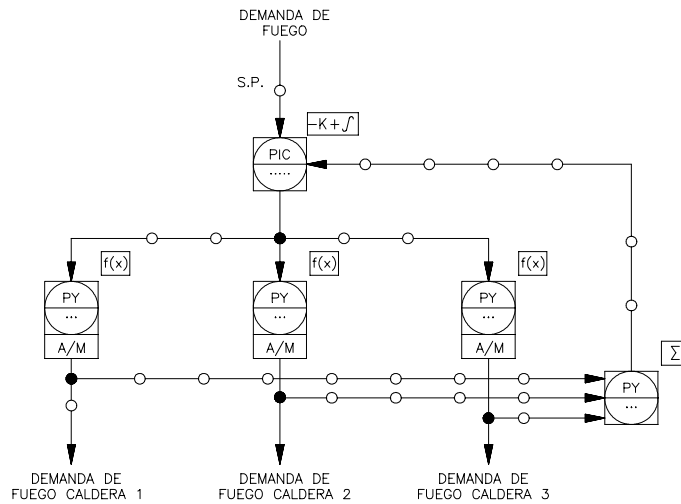 DEMANDA DE
FUEGO
S.P.
-K+∫
PIC
.....
f(x)
f(x)
f(x)
PY
...
PY
...
PY
...
A/M
A/M
A/M
Σ
PY
...
DEMANDA DE
FUEGO CALDERA 1
DEMANDA DE
FUEGO CALDERA 2
DEMANDA DE
FUEGO CALDERA 3